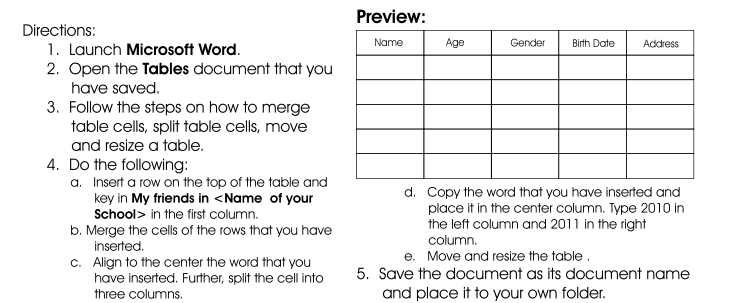 Directions:
1. Launch Microsoft Word.
2. Open the Tables document that you
have saved.
3. Follow the steps on how to merge
table cells, split table cells, move
and resize a table.
4. Do the following:
a. Insert a row on the top of the table and
key in My friends in <Name of your
School> in the first column.
b. Merge the cells of the rows that you have
inserted.
c. Align to the center the word that you
have inserted. Further, split the cell into
three columns.
Preview:
Name Age Gender Birth Date Address
d. Copy the word that you have inserted and
place it in the center column. Type 2010 in
the left column and 2011 in the right
column.
e. Move and resize the table .
5. Save the document as its document name
and place it to your own folder.